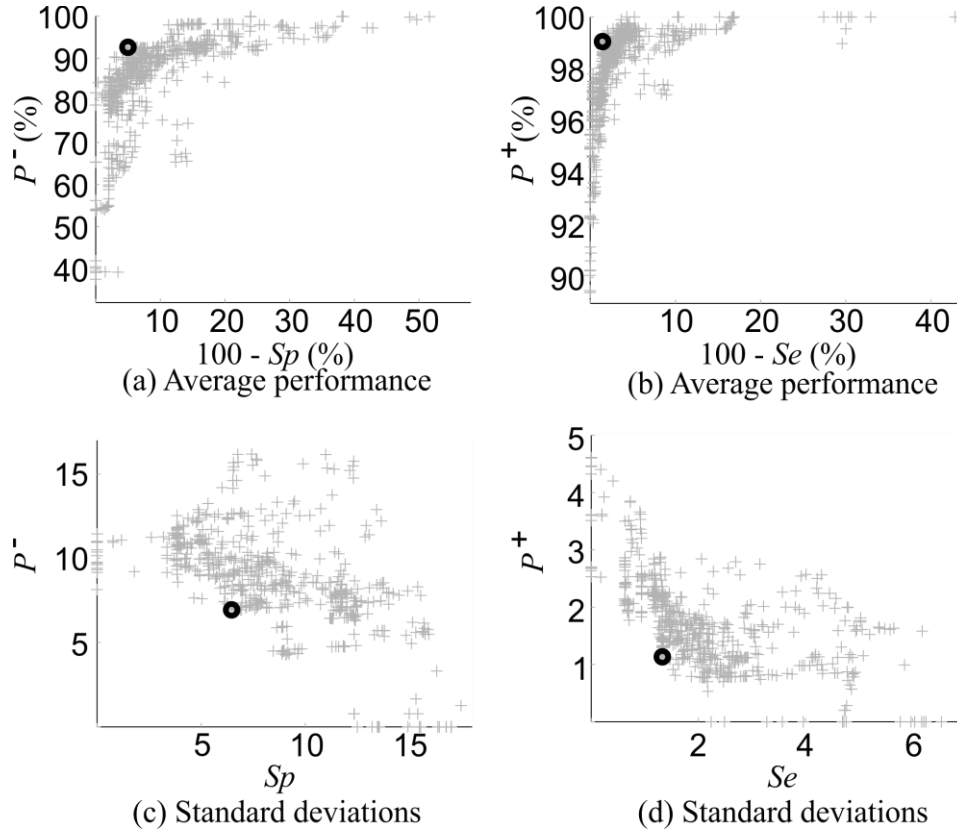 100
90
80
70
60
50
40
P⁻ (%)
10 20 30 40 50
100 - Sp (%)
(a) Average performance
100
98
96
94
92
90
P⁺ (%)
10 20 30 40
100 - Se (%)
(b) Average performance
15
10
5
P⁻
5 10 15
Sp
(c) Standard deviations
5
4
3
2
1
P⁺
2 4 6
Se
(d) Standard deviations